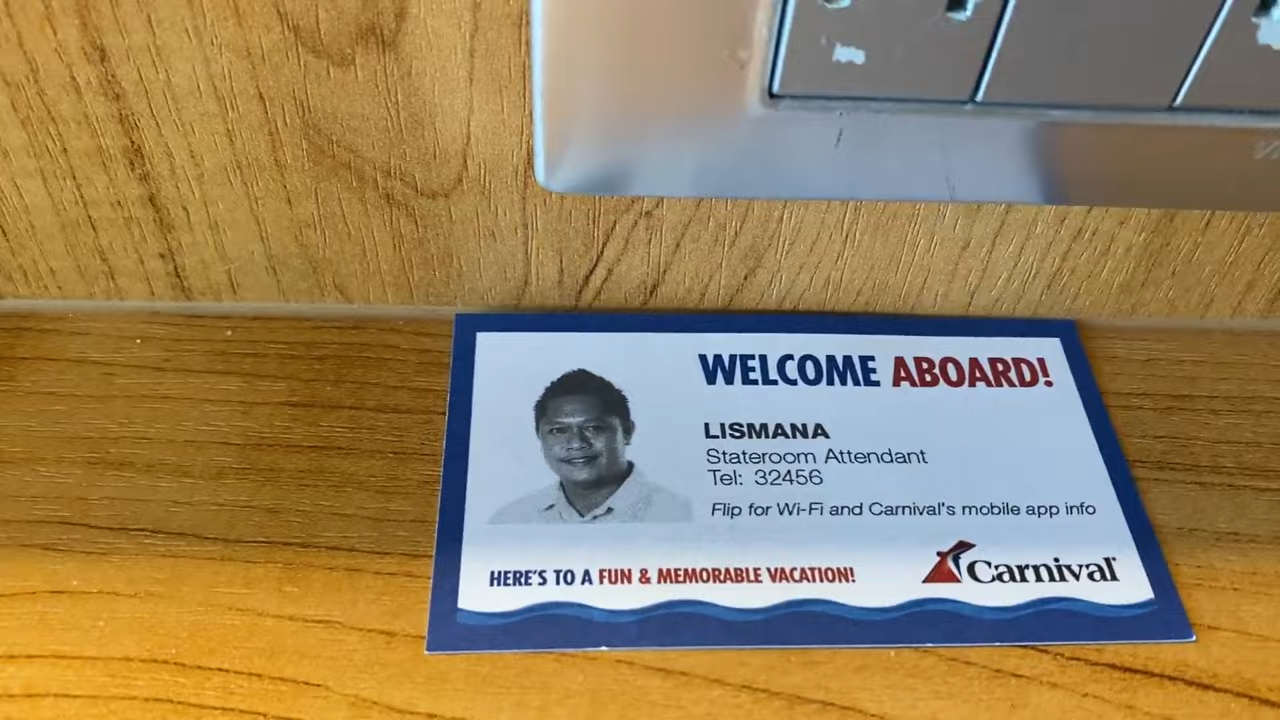 WELCOME ABOARD!
LISMANA
Stateroom Attendant
Tel: 32456
Flip for Wi-Fi and Carnival's mobile app info
HERE'S TO A FUN & MEMORABLE VACATION!
Carnival